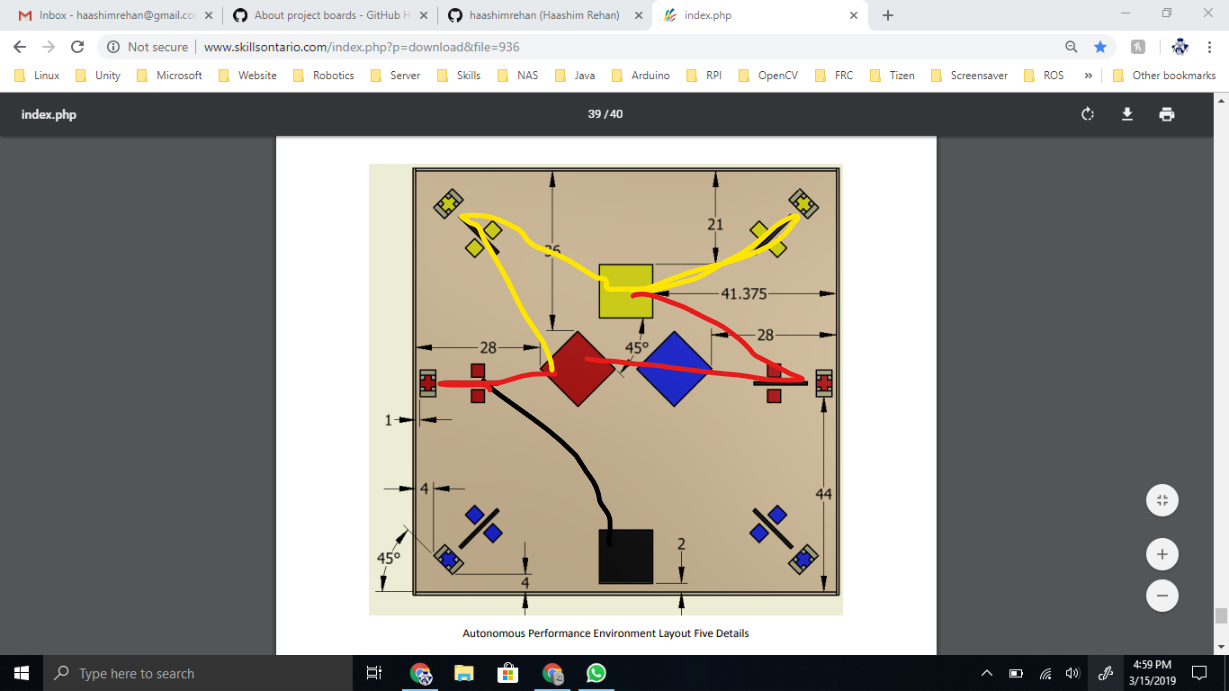 Inbox - haashimrehan@gmail.co
About project boards - GitHub H
haashimrehan (Haashim Rehan)
index.php
Not secure
www.skillsontario.com/index.php?p=download&file=936
Linux
Unity
Microsoft
Website
Robotics
Server
Skills
NAS
Java
Arduino
RPI
OpenCV
FRC
Tizen
Screensaver
ROS
»
Other bookmarks
index.php
39 / 40
21
36
41.375
28
28
45°
1
4
44
45°
2
4
Autonomous Performance Environment Layout Five Details
Type here to search
4:59 PM
3/15/2019